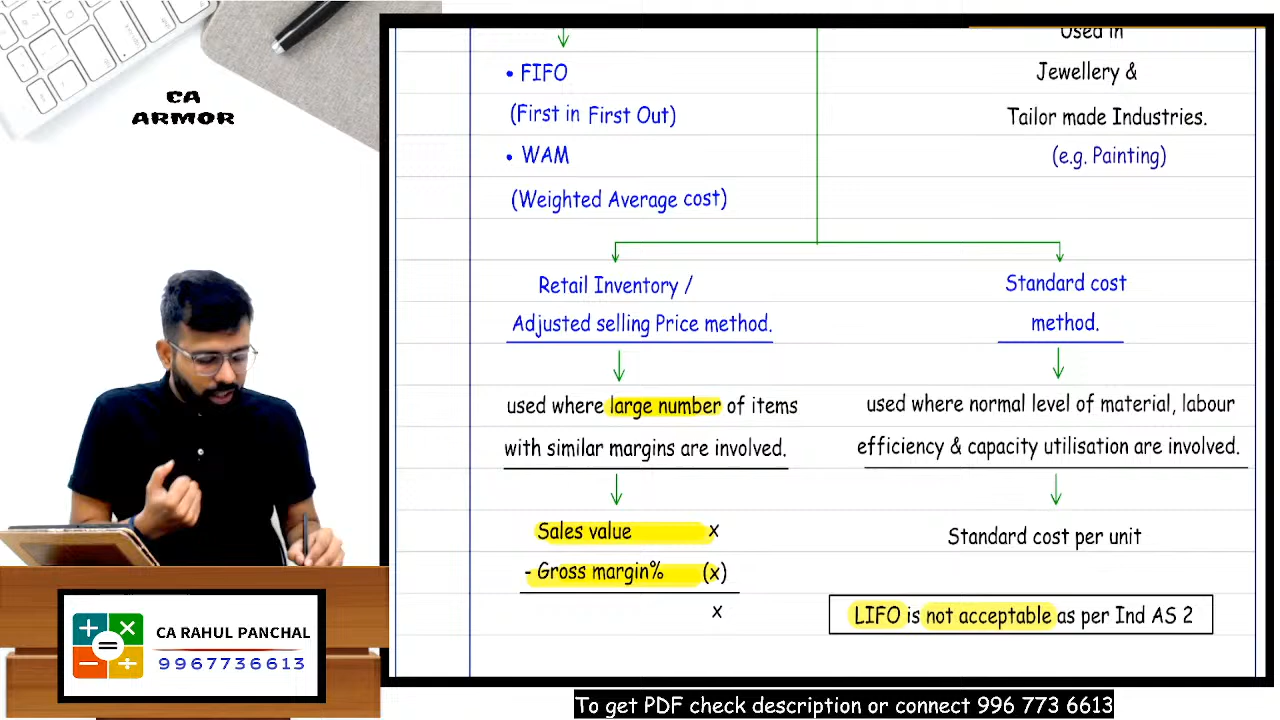 CA
ARMOR
• FIFO
(First in First Out)
• WAM
(Weighted Average cost)
Used in
Jewellery &
Tailor made Industries.
(e.g. Painting)
Retail Inventory /
Adjusted selling Price method.
used where large number of items
with similar margins are involved.
Sales value x
- Gross margin% (x)
x
Standard cost
method.
used where normal level of material, labour
efficiency & capacity utilisation are involved.
Standard cost per unit
LIFO is not acceptable as per Ind AS 2
CA RAHUL PANCHAL
9967736613
To get PDF check description or connect 996 773 6613